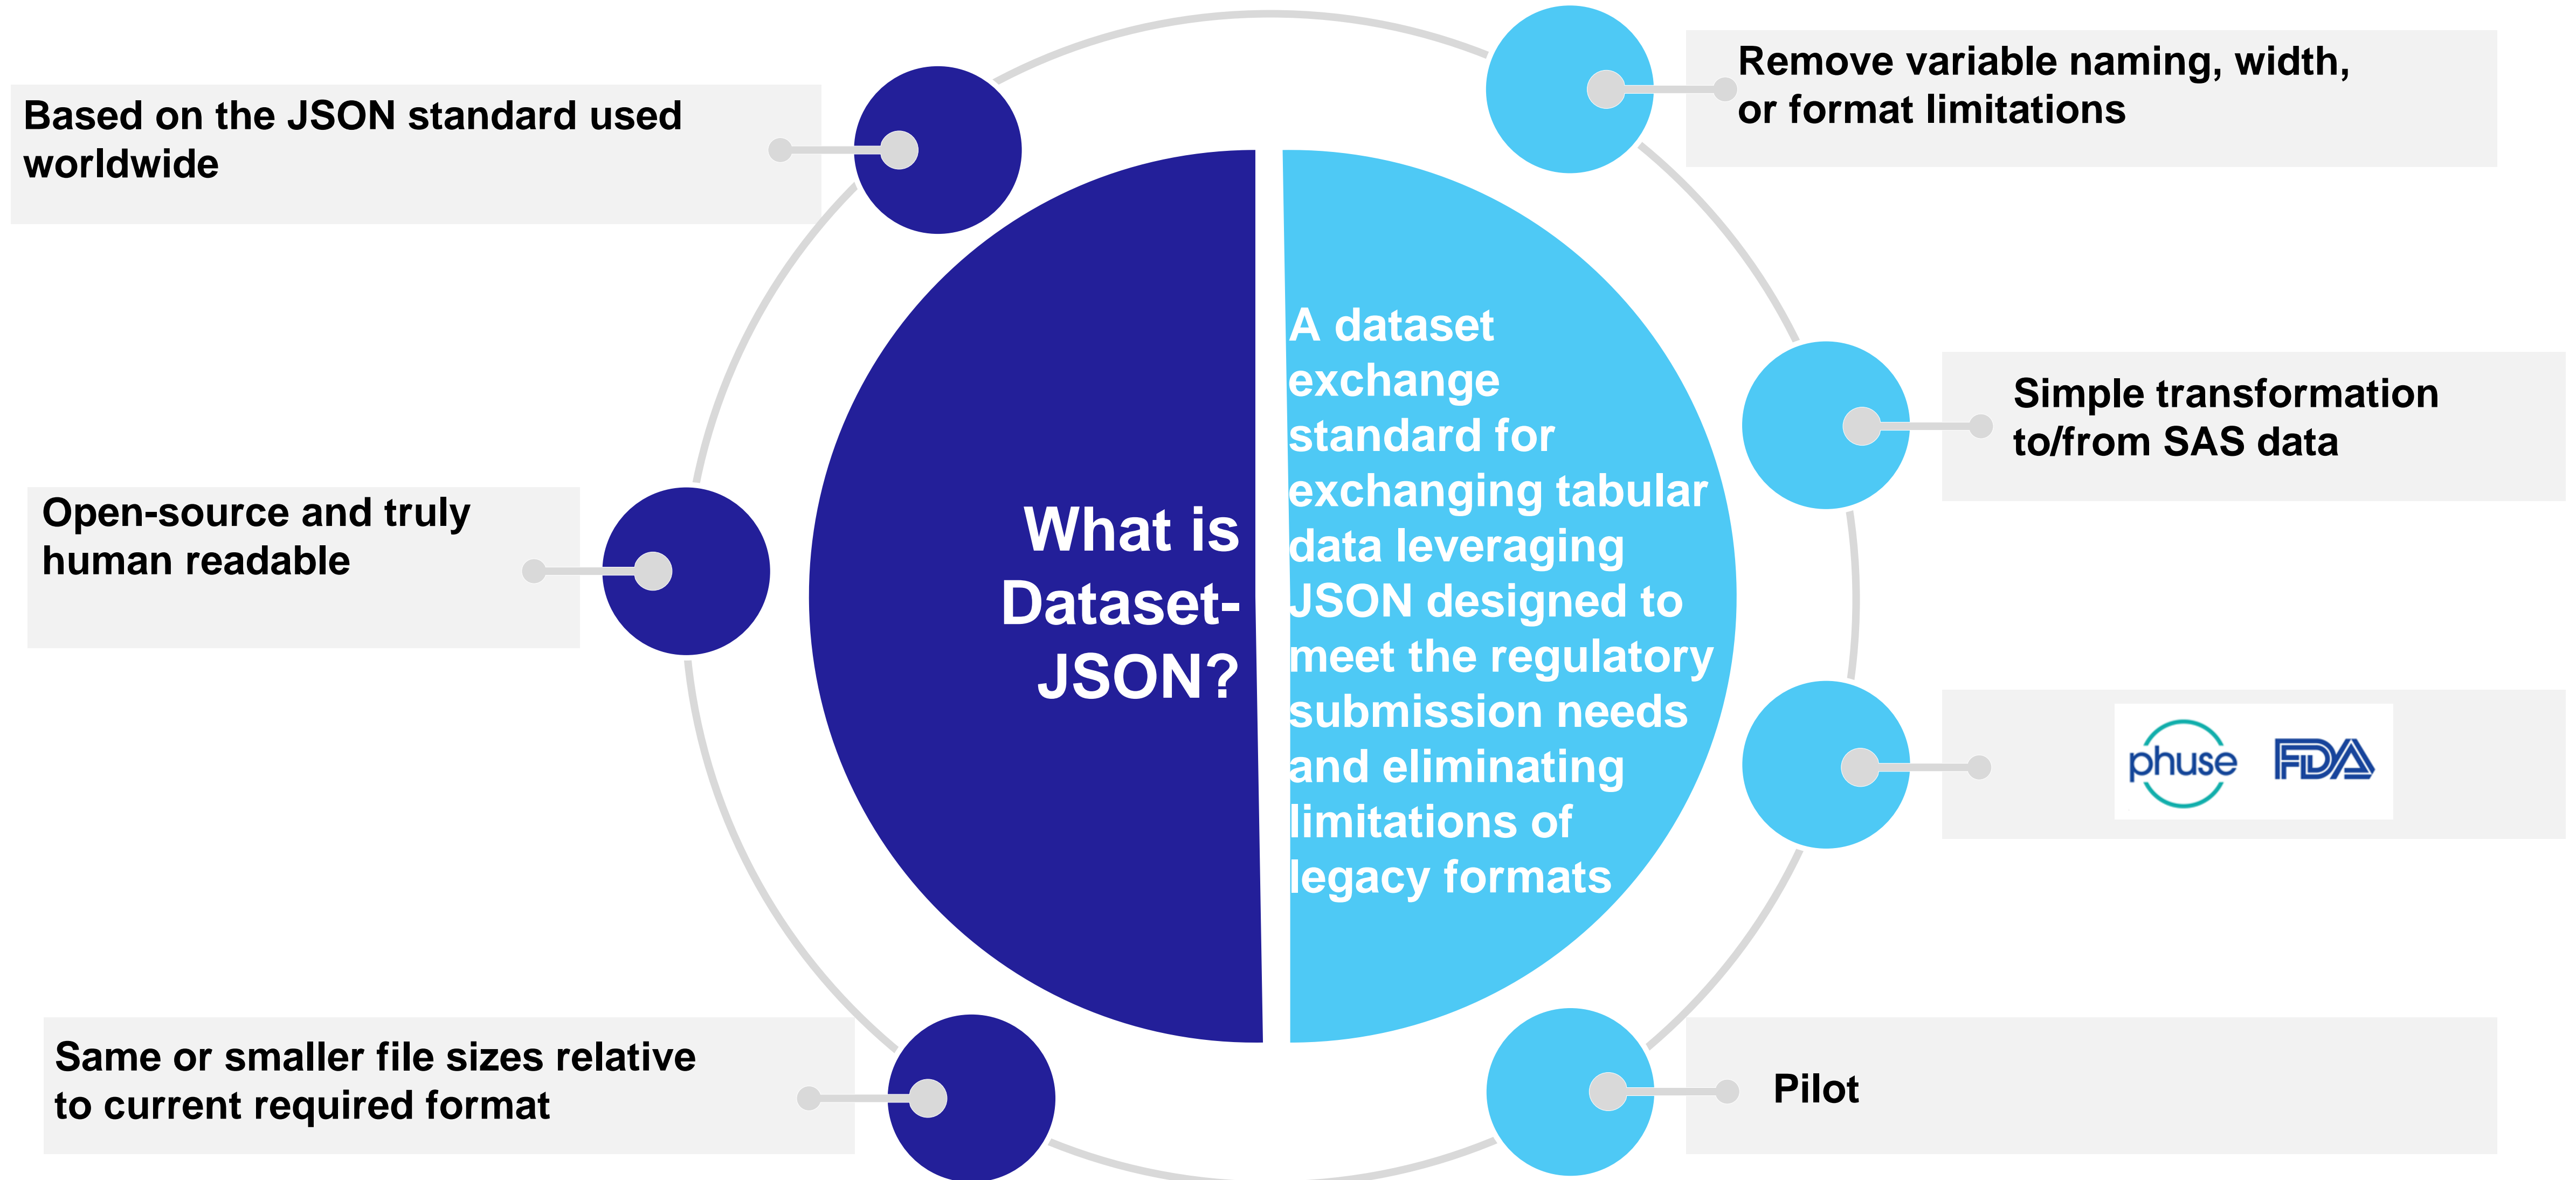 Based on the JSON standard used
worldwide
Open-source and truly
human readable
Same or smaller file sizes relative
to current required format
What is
Dataset-
JSON?
A dataset
exchange
standard for
exchanging tabular
data leveraging
JSON designed to
meet the regulatory
submission needs
and eliminating
limitations of
legacy formats
Remove variable naming, width,
or format limitations
Simple transformation
to/from SAS data
phuse FDA
Pilot